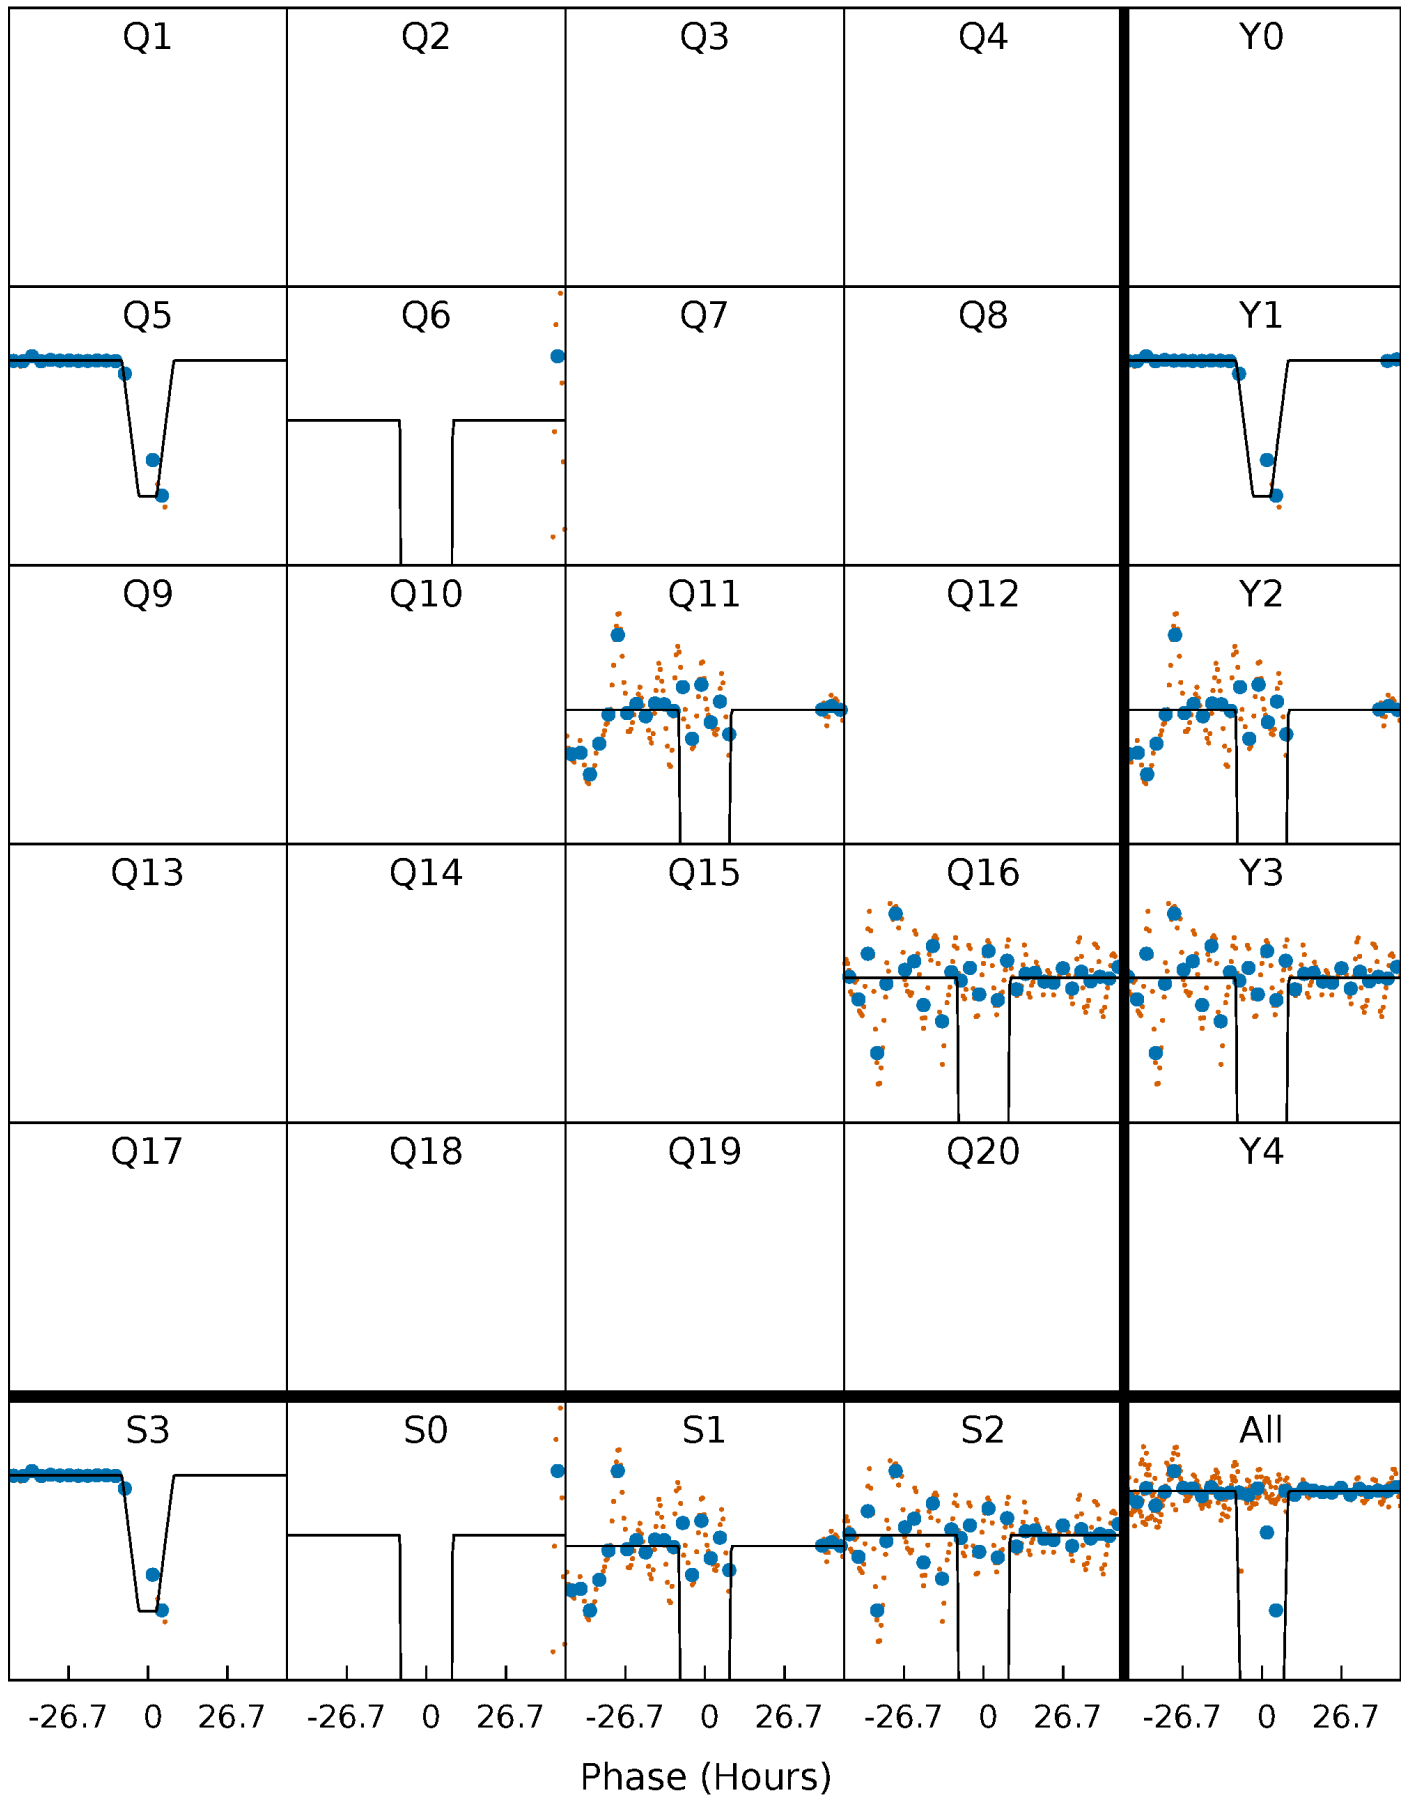 Q1 Q2 Q3 Q4 Y0
Q5 Q6 Q7 Q8 Y1
Q9 Q10 Q11 Q12 Y2
Q13 Q14 Q15 Q16 Y3
Q17 Q18 Q19 Q20 Y4
S3 S0 S1 S2 All
-26.7 0 26.7 -26.7 0 26.7 -26.7 0 26.7 -26.7 0 26.7 -26.7 0 26.7
Phase (Hours)